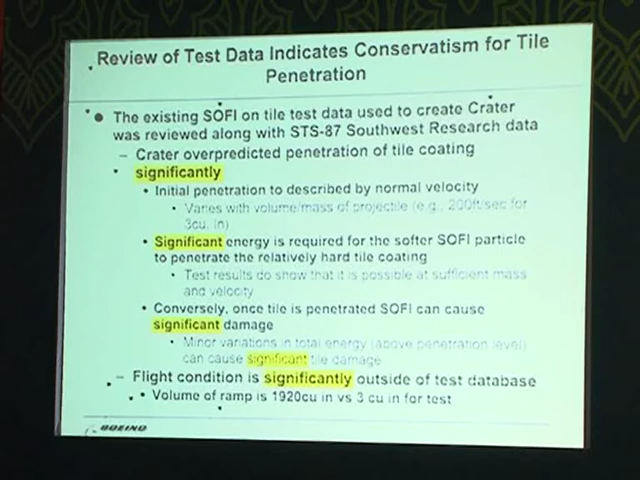 Review of Test Data Indicates Conservatism for Tile
Penetration
• The existing SOFI on tile test data used to create Crater
was reviewed along with STS-87 Southwest Research data
– Crater overpredicted penetration of tile coating
significantly
• Initial penetration to described by normal velocity
• Varies with volume/mass of projectile (e.g., 200ft/sec for
3cu. in)
• Significant energy is required for the softer SOFI particle
to penetrate the relatively hard tile coating
• Test results do show that it is possible at sufficient mass
and velocity
• Conversely, once tile is penetrated SOFI can cause
significant damage
• Minor variations in total energy (above penetration level)
can cause significant tile damage
– Flight condition is significantly outside of test database
• Volume of ramp is 1920cu in vs 3 cu in for test
BOEING